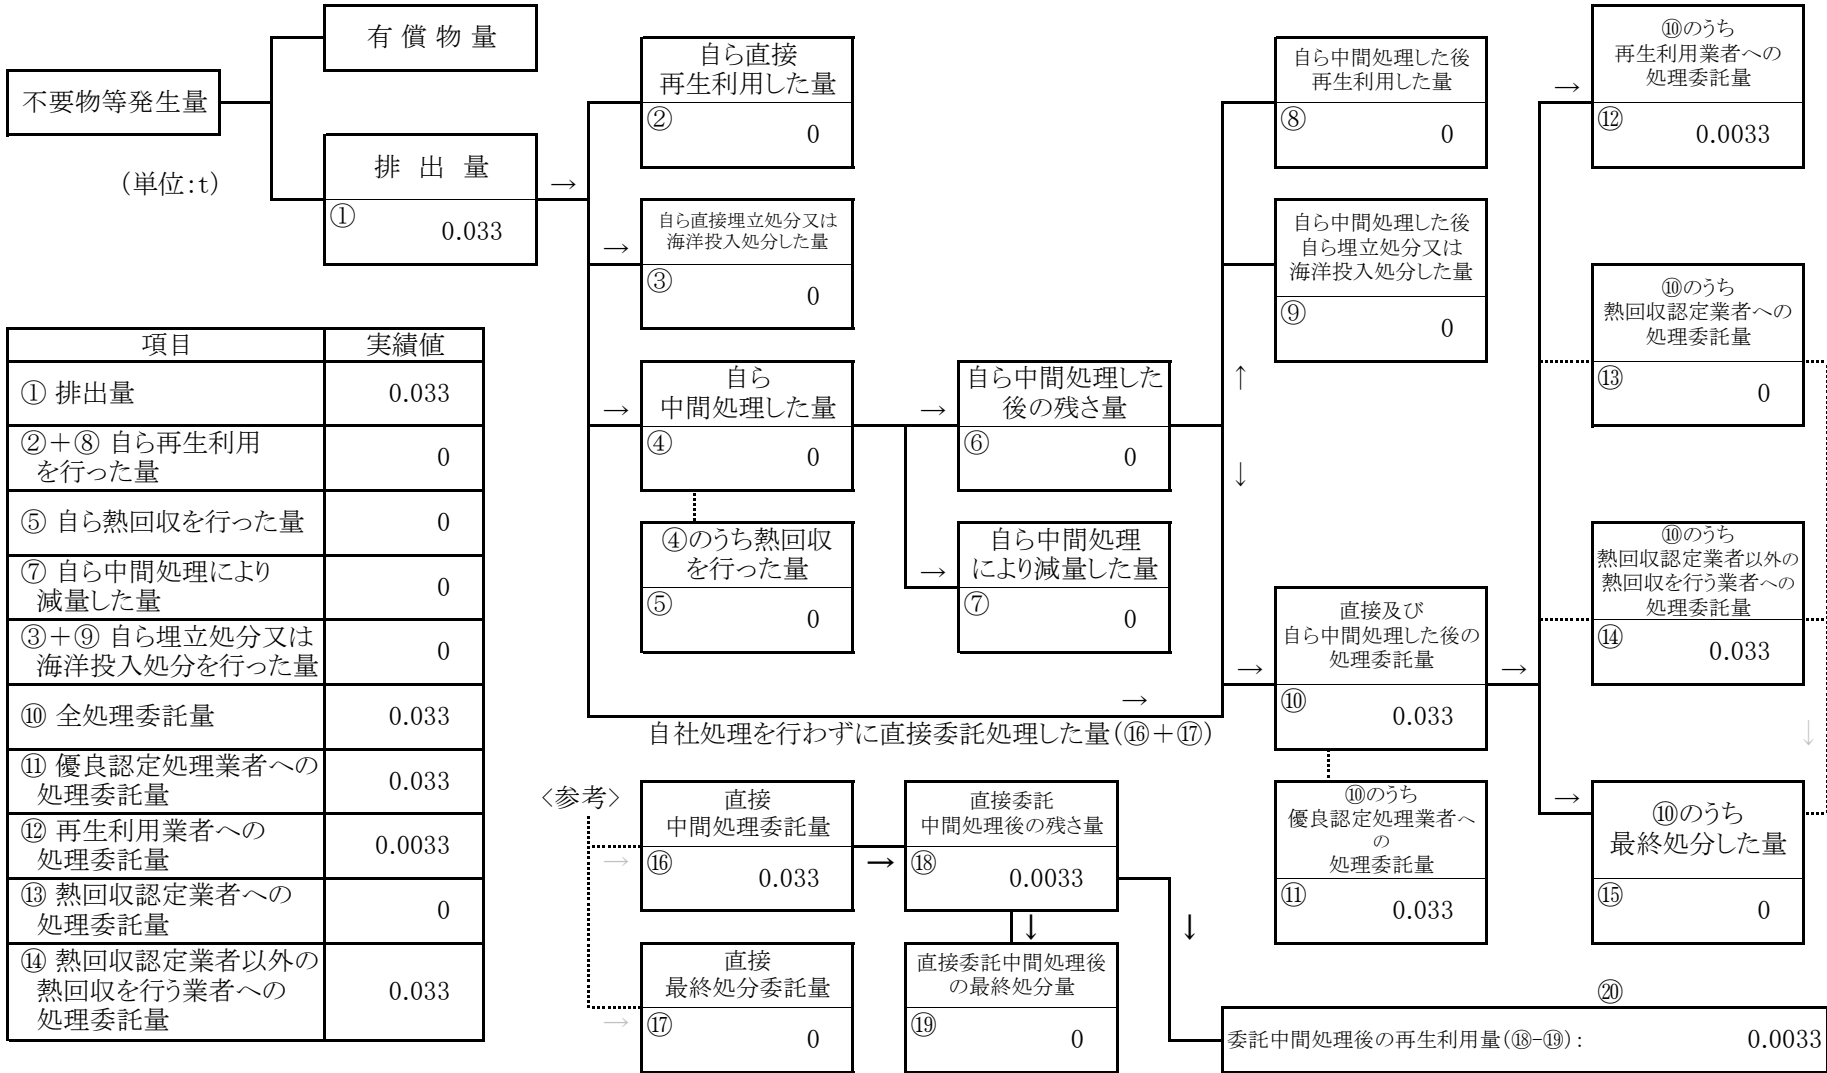 有 償 物 量
不要物等発生量
(単位:t)
排 出 量
→
①
0.033
自ら直接
再生利用した量
②
0
自ら直接埋立処分又は
海洋投入処分した量
→
③
0
自ら
中間処理した量
→
④
0
④のうち熱回収
を行った量
⑤
0
自ら中間処理した
後の残さ量
→
⑥
0
自ら中間処理
により減量した量
→
⑦
0
自ら中間処理した後
再生利用した量
⑧
0
自ら中間処理した後
自ら埋立処分又は
海洋投入処分した量
⑨
0
↑
↓
直接及び
自ら中間処理した後の
処理委託量
→
⑩
0.033
→
→
自社処理を行わずに直接委託処理した量(⑯+⑰)
⑩のうち
優良認定処理業者へ
の
処理委託量
⑪
0.033
⑩のうち
再生利用業者への
処理委託量
→
⑫
0.0033
⑩のうち
熱回収認定業者への
処理委託量
⑬
0
⑩のうち
熱回収認定業者以外の
熱回収を行う業者への
処理委託量
⑭
0.033
↓
→
⑩のうち
最終処分した量
⑮
0
項目 実績値
① 排出量 0.033
②+⑧ 自ら再生利用
を行った量 0
⑤ 自ら熱回収を行った量 0
⑦ 自ら中間処理により
減量した量 0
③+⑨ 自ら埋立処分又は
海洋投入処分を行った量 0
⑩ 全処理委託量 0.033
⑪ 優良認定処理業者への
処理委託量 0.033
⑫ 再生利用業者への
処理委託量 0.0033
⑬ 熱回収認定業者への
処理委託量 0
⑭ 熱回収認定業者以外の
熱回収を行う業者への
処理委託量 0.033
〈参考〉
→
直接
中間処理委託量
⑯
0.033
→
直接委託
中間処理後の残さ量
⑱
0.0033
↓
↓
→
直接
最終処分委託量
⑰
0
直接委託中間処理後
の最終処分量
⑲
0
⑳
委託中間処理後の再生利用量(⑱-⑲): 0.0033